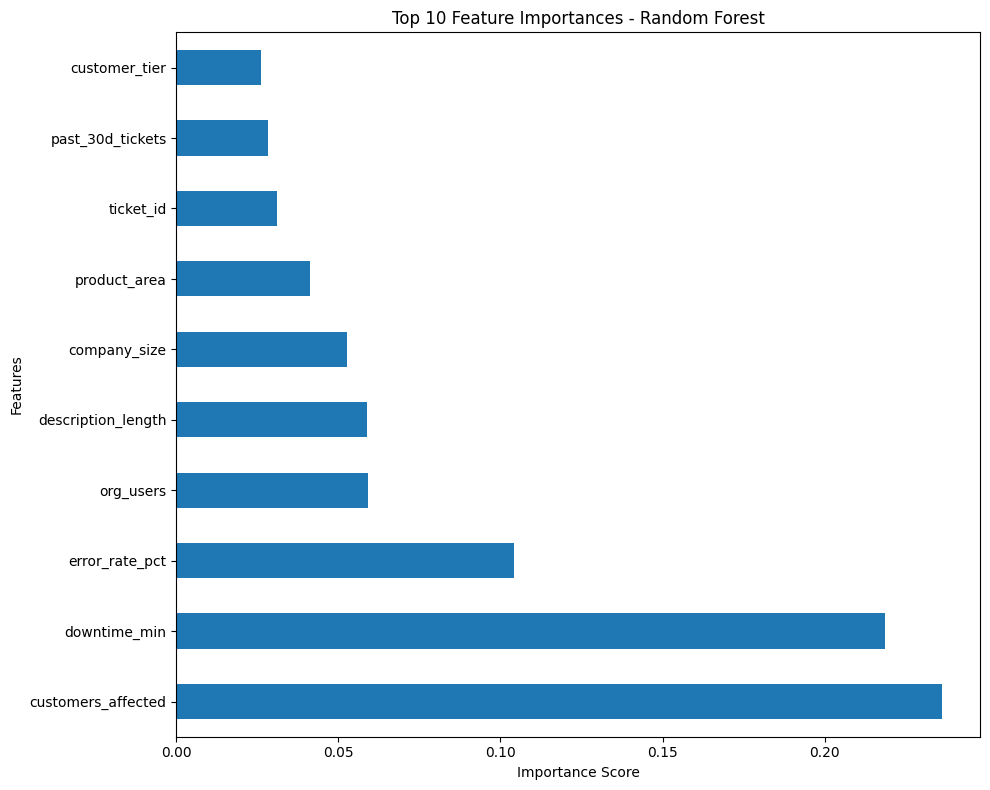 Top 10 Feature Importances - Random Forest
Features
customer_tier
past_30d_tickets
ticket_id
product_area
company_size
description_length
org_users
error_rate_pct
downtime_min
customers_affected
0.00 0.05 0.10 0.15 0.20
Importance Score